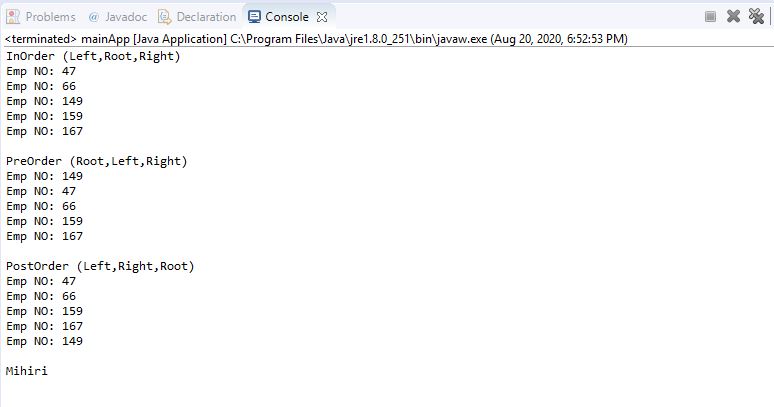 Problems @ Javadoc Declaration Console
<terminated> mainApp [Java Application] C:\Program Files\Java\jre1.8.0_251\bin\javaw.exe (Aug 20, 2020, 6:52:53 PM)
InOrder (Left,Root,Right)
Emp NO: 47
Emp NO: 66
Emp NO: 149
Emp NO: 159
Emp NO: 167
PreOrder (Root,Left,Right)
Emp NO: 149
Emp NO: 47
Emp NO: 66
Emp NO: 159
Emp NO: 167
PostOrder (Left,Right,Root)
Emp NO: 47
Emp NO: 66
Emp NO: 159
Emp NO: 167
Emp NO: 149
Mihiri